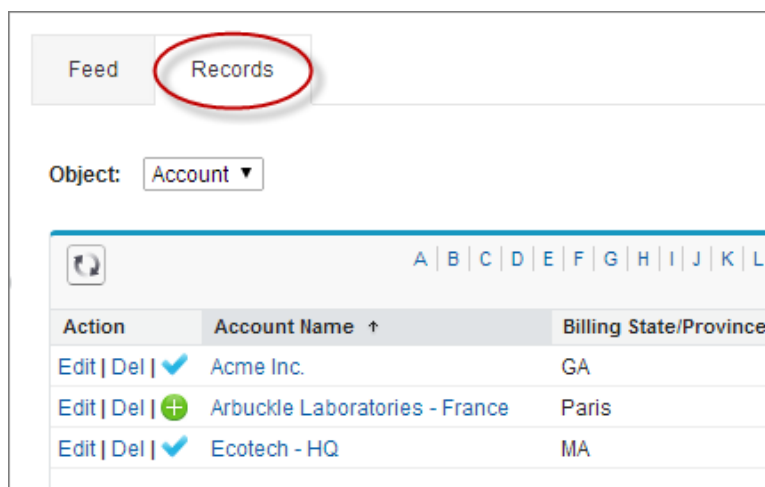 Feed Records
Object: Account ▼
A | B | C | D | E | F | G | H | I | J | K | L
Action Account Name ↑ Billing State/Province
Edit | Del | Acme Inc. GA
Edit | Del | Arbuckle Laboratories - France Paris
Edit | Del | Ecotech - HQ MA